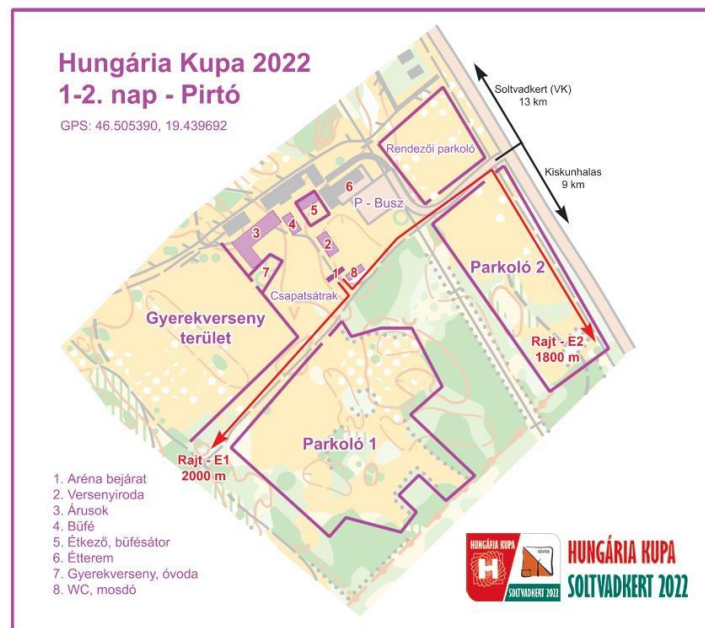 Hungária Kupa 2022
1-2. nap - Pirtó
GPS: 46.505390, 19.439692
Soltvadkert (VK)
13 km
Rendezői parkoló
Kiskunhalas
9 km
6
P - Busz
5
4
3
2
Parkoló 2
7
1
8
Csapatsátrak
Gyerekverseny
terület
Rajt - E2
1800 m
Parkoló 1
Rajt - E1
2000 m
1. Aréna bejárat
2. Versenyiroda
3. Árusok
4. Büfé
5. Étkező, büfésátor
6. Étterem
7. Gyerekverseny, óvoda
8. WC, mosdó
HUNGÁRIA KUPA
H
SOLTVADKERT 2022
HUNGÁRIA KUPA
SOLTVADKERT 2022